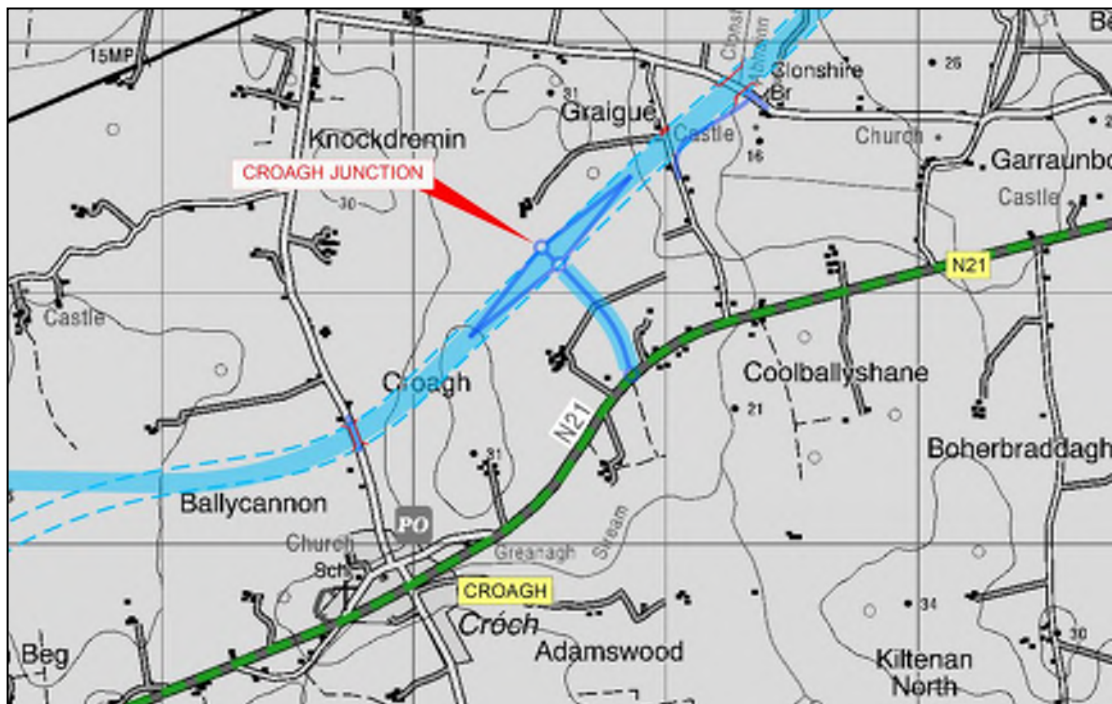 15MP
31
Graigue
Clonshire
Br
26
Knockdremin
Castle
16
Church
CROAGH JUNCTION
30
Garraunbo
Castle
N21
Castle
Croagh
Coolballyshane
21
N21
31
Boherbraddagh
Ballycannon
PO
Church
Greanagh
Stream
Sch
CROAGH
Cróch
34
30
Beg
Adamswood
Kiltenan
North